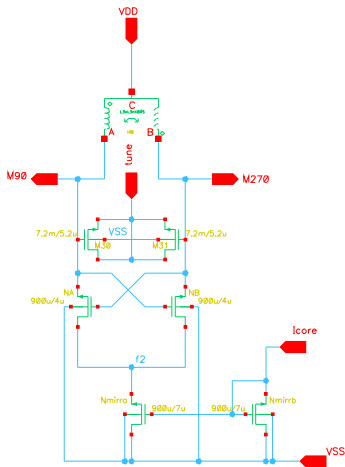 VDD
C
A
B
tune
M90
M270
7.2m/5.2u
VSS
7.2m/5.2u
M30
M31
NA
NB
900u/4u
900u/4u
Icore
f2
Nmirra
Nmirrb
900u/7u
900u/7u
VSS